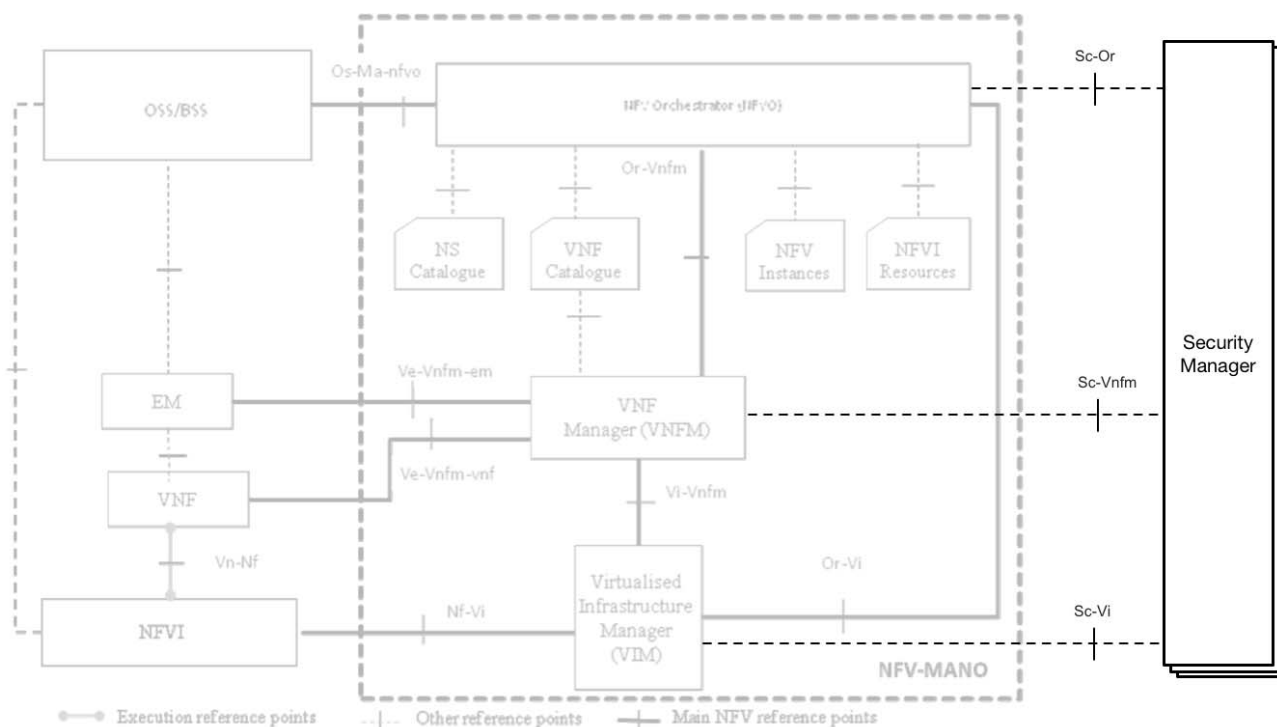 Sc-Or
Os-Ma-nfvo
OSS/BSS
NFV Orchestrator (NFVO)
Or-Vnfm
NS
Catalogue
VNF
Catalogue
NFV
Instances
NFVI
Resources
Security
Manager
Ve-Vnfm-em
Sc-Vnfm
EM
VNF
Manager (VNFM)
Ve-Vnfm-vnf
VNF
Vi-Vnfm
Vn-Nf
Or-Vi
Virtualised
Infrastructure
Manager
(VIM)
Nf-Vi
Sc-Vi
NFVI
NFV-MANO
Execution reference points
Other reference points
Main NFV reference points